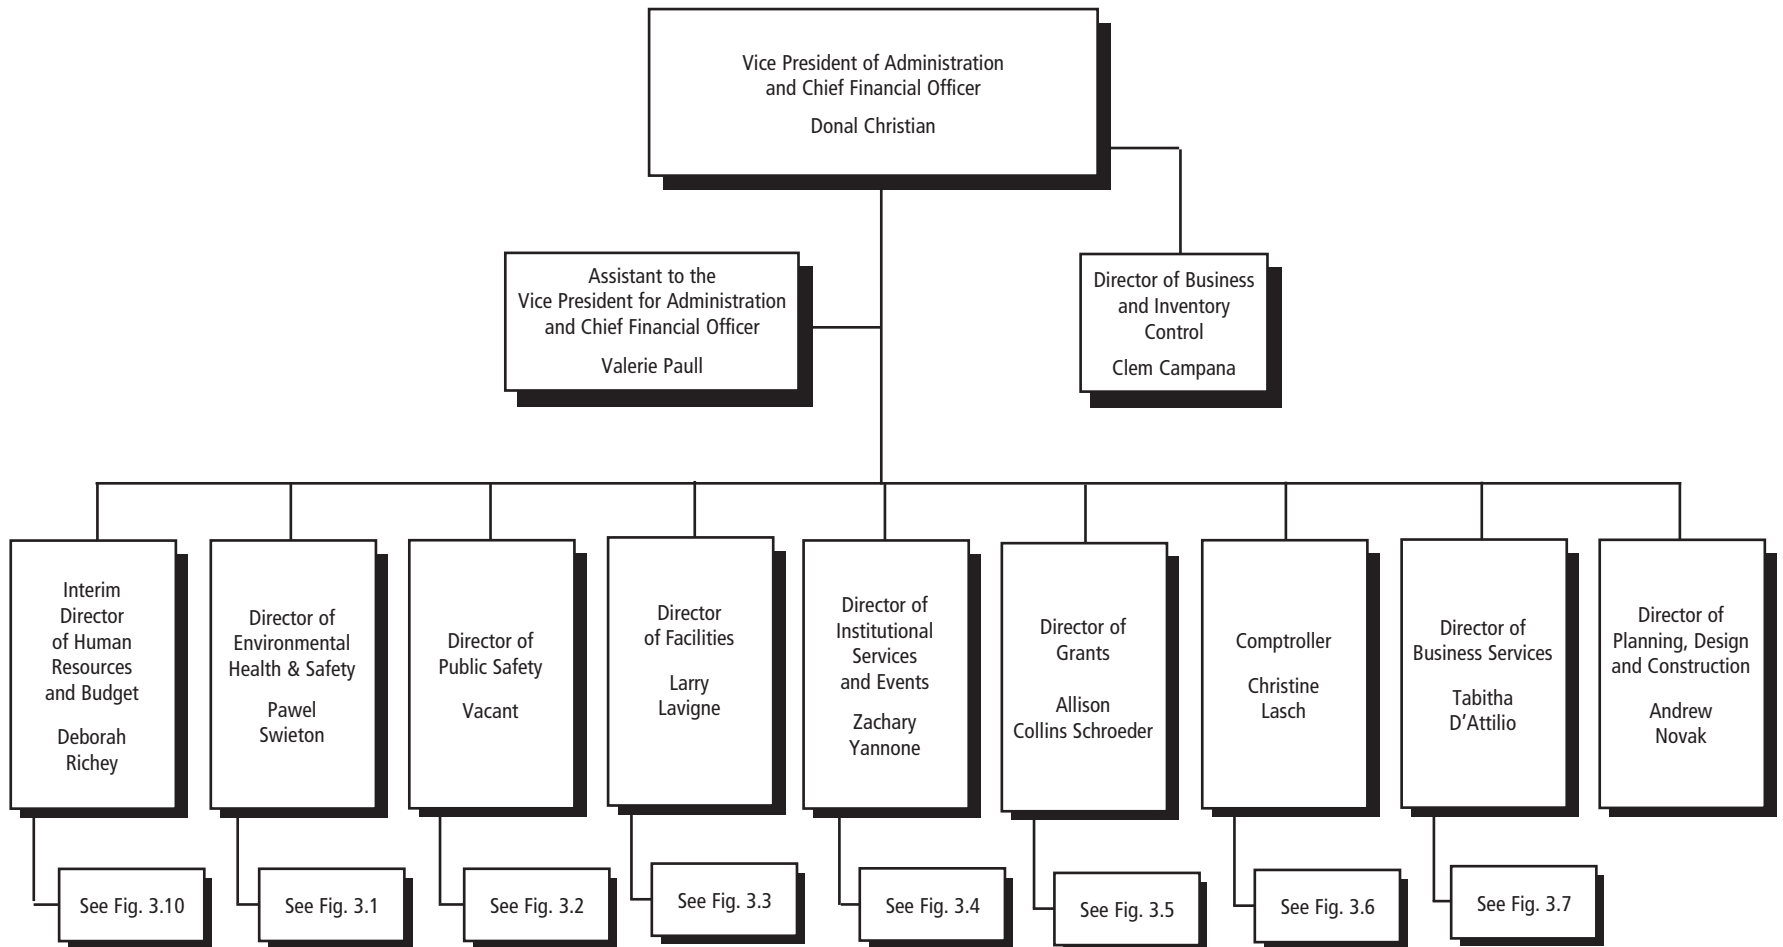 Vice President of Administration
and Chief Financial Officer
Donal Christian
Assistant to the
Vice President for Administration
and Chief Financial Officer
Valerie Paull
Director of Business
and Inventory
Control
Clem Campana
Interim
Director
of Human
Resources
and Budget
Deborah
Richey
Director of
Environmental
Health & Safety
Pawel
Swieton
Director of
Public Safety
Vacant
Director
of Facilities
Larry
Lavigne
Director of
Institutional
Services
and Events
Zachary
Yannone
Director of
Grants
Allison
Collins Schroeder
Comptroller
Christine
Lasch
Director of
Business Services
Tabitha
D’Attilio
Director of
Planning, Design
and Construction
Andrew
Novak
See Fig. 3.10
See Fig. 3.1
See Fig. 3.2
See Fig. 3.3
See Fig. 3.4
See Fig. 3.5
See Fig. 3.6
See Fig. 3.7